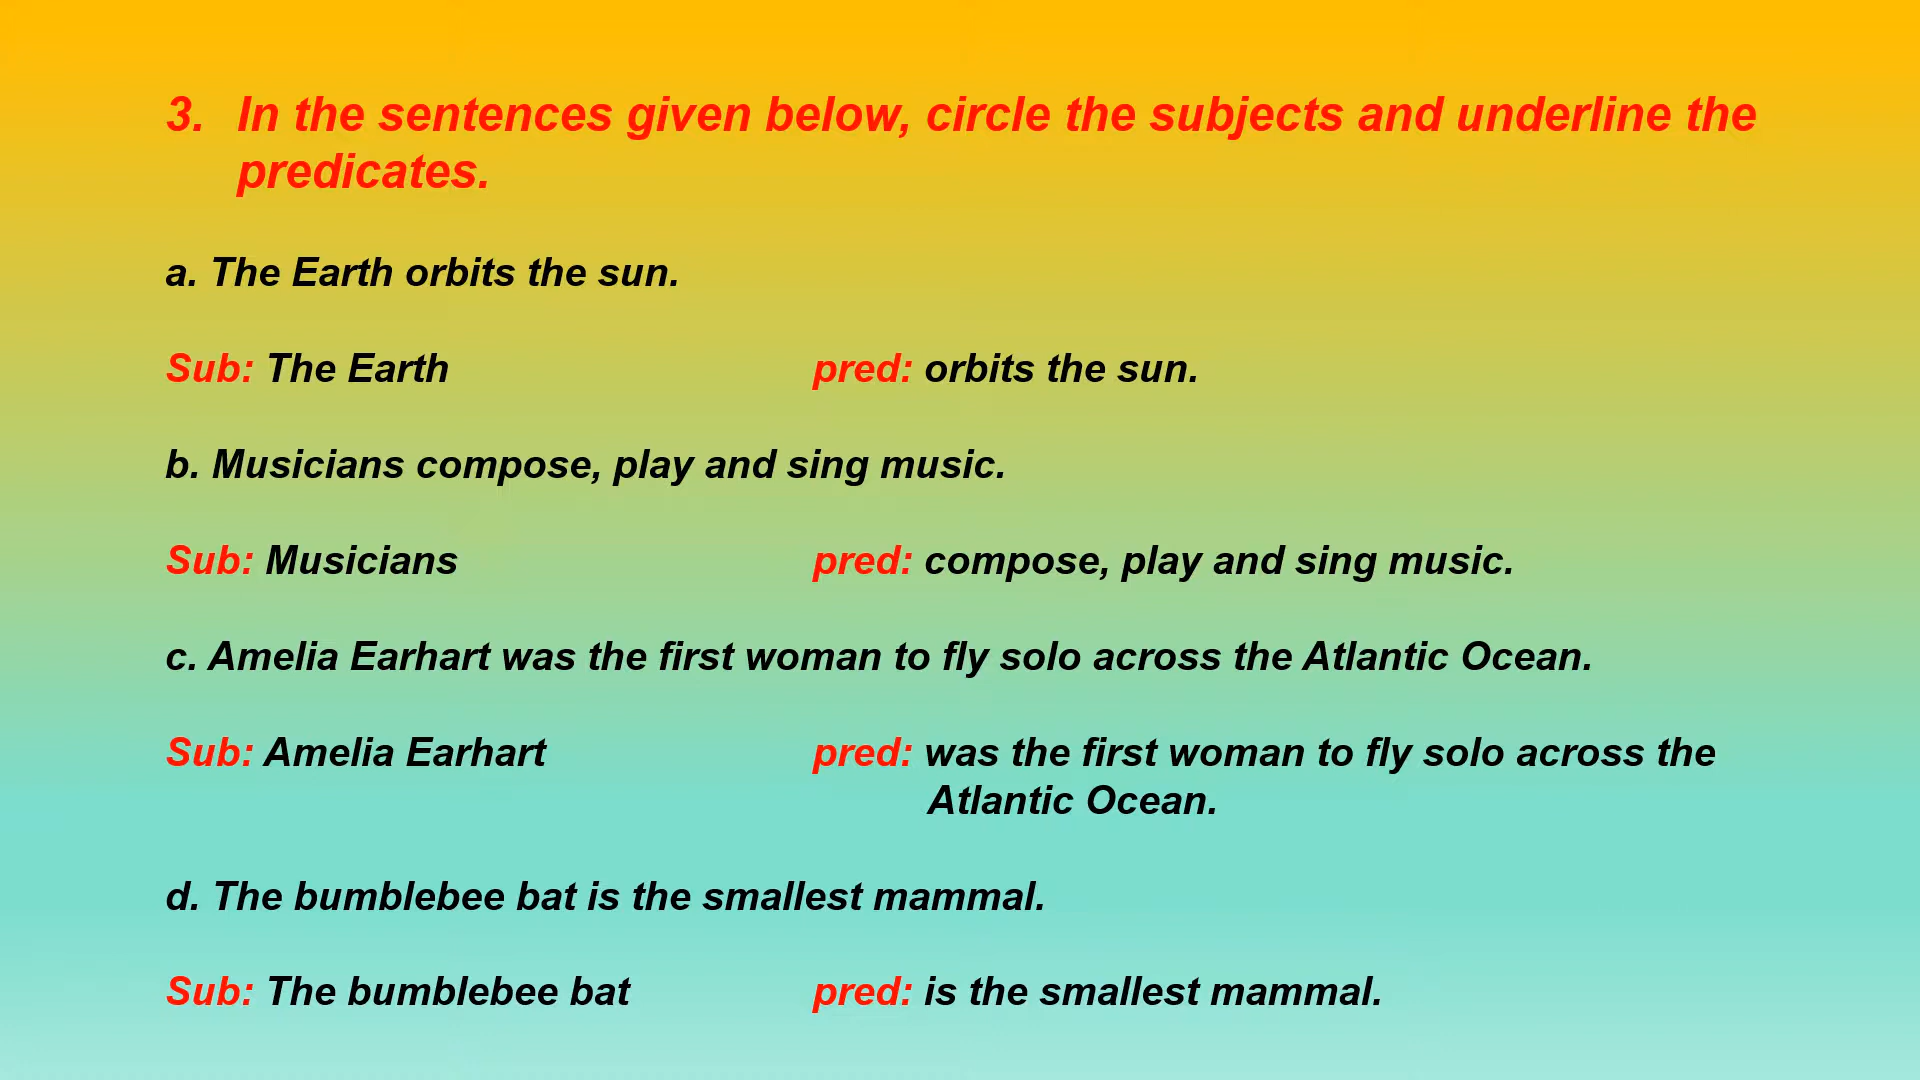 3. In the sentences given below, circle the subjects and underline the
predicates.
a. The Earth orbits the sun.
Sub: The Earth pred: orbits the sun.
b. Musicians compose, play and sing music.
Sub: Musicians pred: compose, play and sing music.
c. Amelia Earhart was the first woman to fly solo across the Atlantic Ocean.
Sub: Amelia Earhart pred: was the first woman to fly solo across the
Atlantic Ocean.
d. The bumblebee bat is the smallest mammal.
Sub: The bumblebee bat pred: is the smallest mammal.